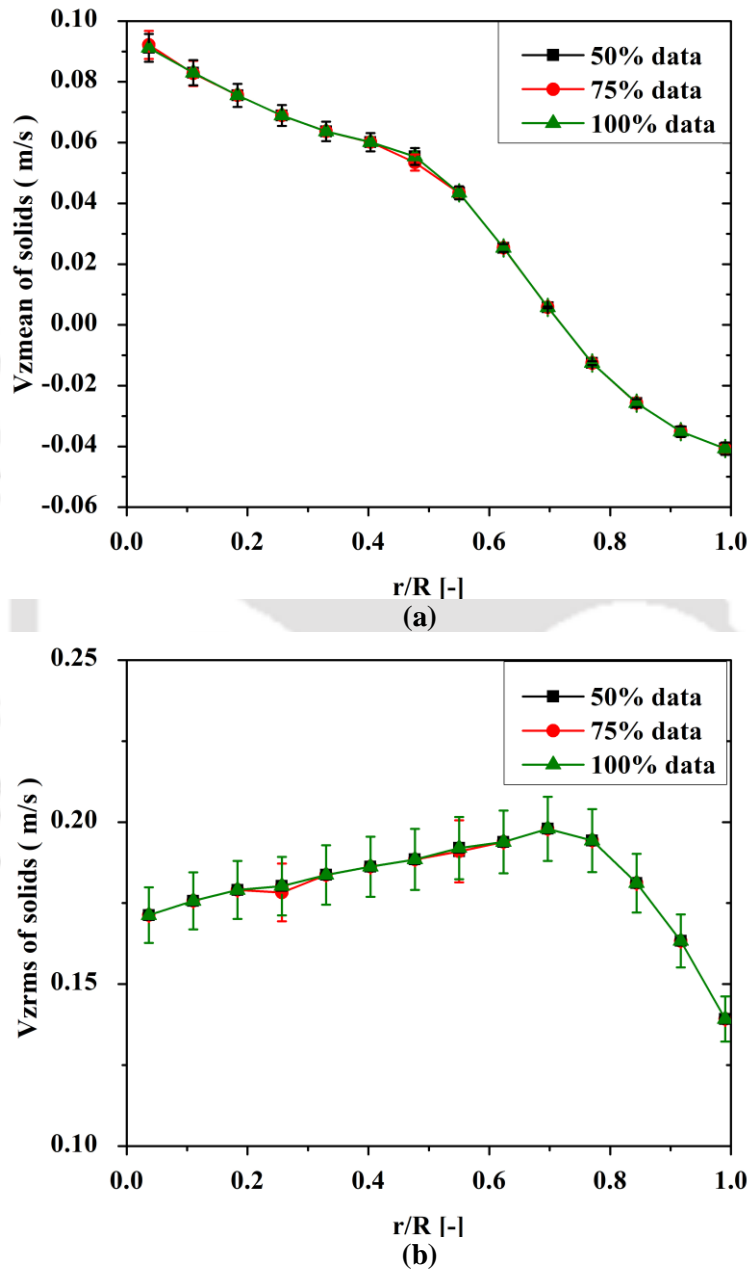 0.10
0.08
0.06
0.04
0.02
0.00
-0.02
-0.04
-0.06
Vzmean of solids ( m/s )
50% data
75% data
100% data
0.0 0.2 0.4 0.6 0.8 1.0
r/R [-]
(a)
0.25
0.20
0.15
0.10
Vzrms of solids ( m/s )
50% data
75% data
100% data
0.0 0.2 0.4 0.6 0.8 1.0
r/R [-]
(b)